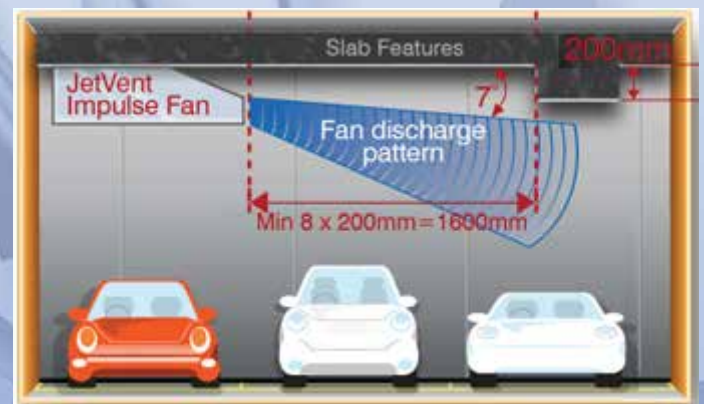 Slab Features
200mm
JetVent
Impulse Fan
7°
Fan discharge
pattern
Min 8 x 200mm=1600mm